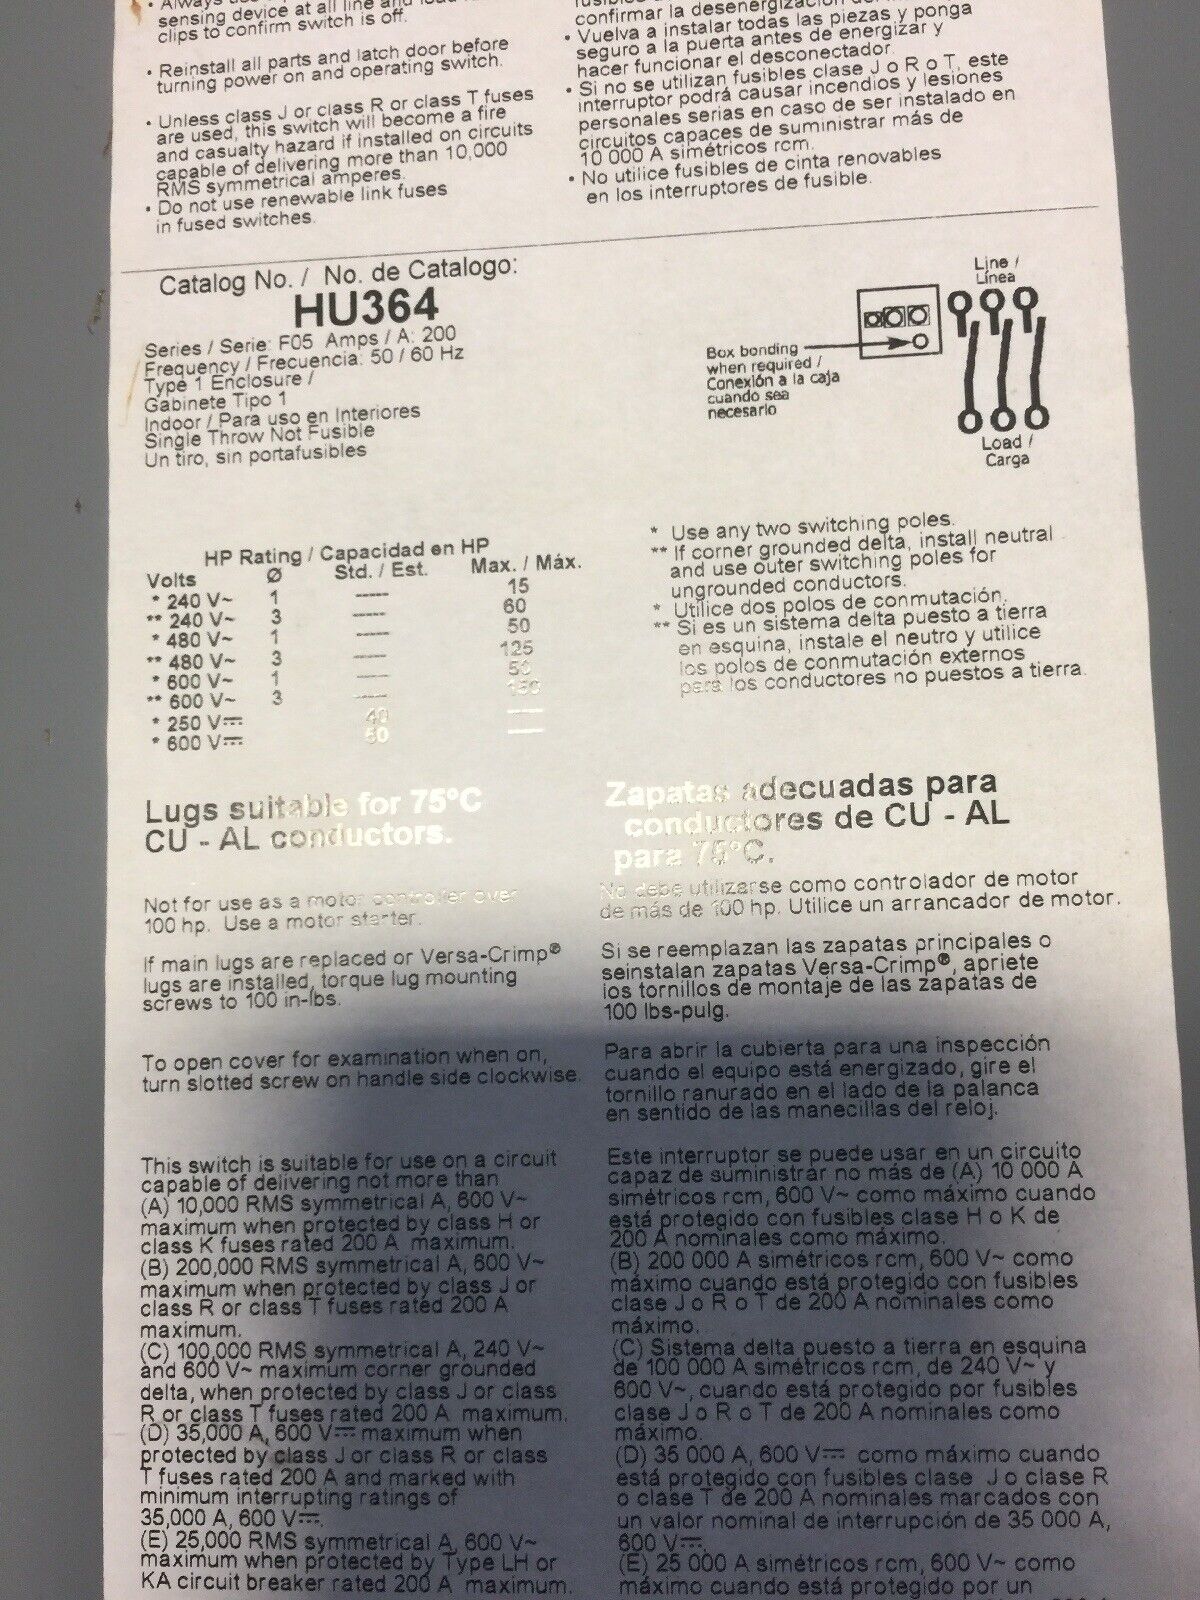 • Always
sensing device at all line and
clips to confirm switch is off.
• Reinstall all parts and latch door before
turning power on and operating switch.
• Unless class J or class R or class T fuses
are used, this switch will become a fire
and casualty hazard if installed on circuits
capable of delivering more than 10,000
RMS symmetrical amperes.
• Do not use renewable link fuses
in fused switches.
confirmar la desenergización
• Vuelva a instalar todas las piezas y ponga
seguro a la puerta antes de energizar y
hacer funcionar el desconectador.
• Si no se utilizan fusibles clase J o R o T, este
interruptor podrá causar incendios y lesiones
personales serias en caso de ser instalado en
circuitos capaces de suministrar más de
10 000 A simétricos rcm.
• No utilice fusibles de cinta renovables
en los interruptores de fusible.
Catalog No. / No. de Catalogo:
HU364
Series / Serie: F05 Amps / A: 200
Frequency / Frecuencia: 50 / 60 Hz
Type 1 Enclosure /
Gabinete Tipo 1
Indoor / Para uso en Interiores
Single Throw Not Fusible
Un tiro, sin portafusibles
Line /
Línea
Box bonding
when required /
Conexión a la caja
cuando sea
necesario
Load /
Carga
HP Rating / Capacidad en HP
Volts Ø Std. / Est. Max. / Máx.
* 240 V~ 1 ---- 15
** 240 V~ 3 ---- 60
* 480 V~ 1 ---- 50
** 480 V~ 3 ---- 125
* 600 V~ 1 ---- 50
** 600 V~ 3 ---- 150
* 250 V⎓ 40 ----
* 600 V⎓ 50 ----
* Use any two switching poles.
** If corner grounded delta, install neutral
and use outer switching poles for
ungrounded conductors.
* Utilice dos polos de conmutación.
** Si es un sistema delta puesto a tierra
en esquina, instale el neutro y utilice
los polos de conmutación externos
para los conductores no puestos a tierra.
Lugs suitable for 75°C
CU - AL conductors.
Zapatas adecuadas para
conductores de CU - AL
para 75°C.
Not for use as a motor controller over
100 hp. Use a motor starter.
No debe utilizarse como controlador de motor
de más de 100 hp. Utilice un arrancador de motor.
If main lugs are replaced or Versa-Crimp®
lugs are installed, torque lug mounting
screws to 100 in-lbs.
Si se reemplazan las zapatas principales o
seinstalan zapatas Versa-Crimp®, apriete
los tornillos de montaje de las zapatas de
100 lbs-pulg.
To open cover for examination when on,
turn slotted screw on handle side clockwise.
Para abrir la cubierta para una inspección
cuando el equipo está energizado, gire el
tornillo ranurado en el lado de la palanca
en sentido de las manecillas del reloj.
This switch is suitable for use on a circuit
capable of delivering not more than
(A) 10,000 RMS symmetrical A, 600 V~
maximum when protected by class H or
class K fuses rated 200 A maximum.
(B) 200,000 RMS symmetrical A, 600 V~
maximum when protected by class J or
class R or class T fuses rated 200 A
maximum.
(C) 100,000 RMS symmetrical A, 240 V~
and 600 V~ maximum corner grounded
delta, when protected by class J or class
R or class T fuses rated 200 A maximum.
(D) 35,000 A, 600 V⎓ maximum when
protected by class J or class R or class
T fuses rated 200 A and marked with
minimum interrupting ratings of
35,000 A, 600 V⎓.
(E) 25,000 RMS symmetrical A, 600 V~
maximum when protected by Type LH or
KA circuit breaker rated 200 A maximum.
Este interruptor se puede usar en un circuito
capaz de suministrar no más de (A) 10 000 A
simétricos rcm, 600 V~ como máximo cuando
está protegido con fusibles clase H o K de
200 A nominales como máximo.
(B) 200 000 A simétricos rcm, 600 V~ como
máximo cuando está protegido con fusibles
clase J o R o T de 200 A nominales como
máximo.
(C) Sistema delta puesto a tierra en esquina
de 100 000 A simétricos rcm, de 240 V~ y
600 V~, cuando está protegido por fusibles
clase J o R o T de 200 A nominales como
máximo.
(D) 35 000 A, 600 V⎓ como máximo cuando
está protegido con fusibles clase J o clase R
o clase T de 200 A nominales marcados con
un valor nominal de interrupción de 35 000 A,
600 V⎓.
(E) 25 000 A simétricos rcm, 600 V~ como
máximo cuando está protegido por un